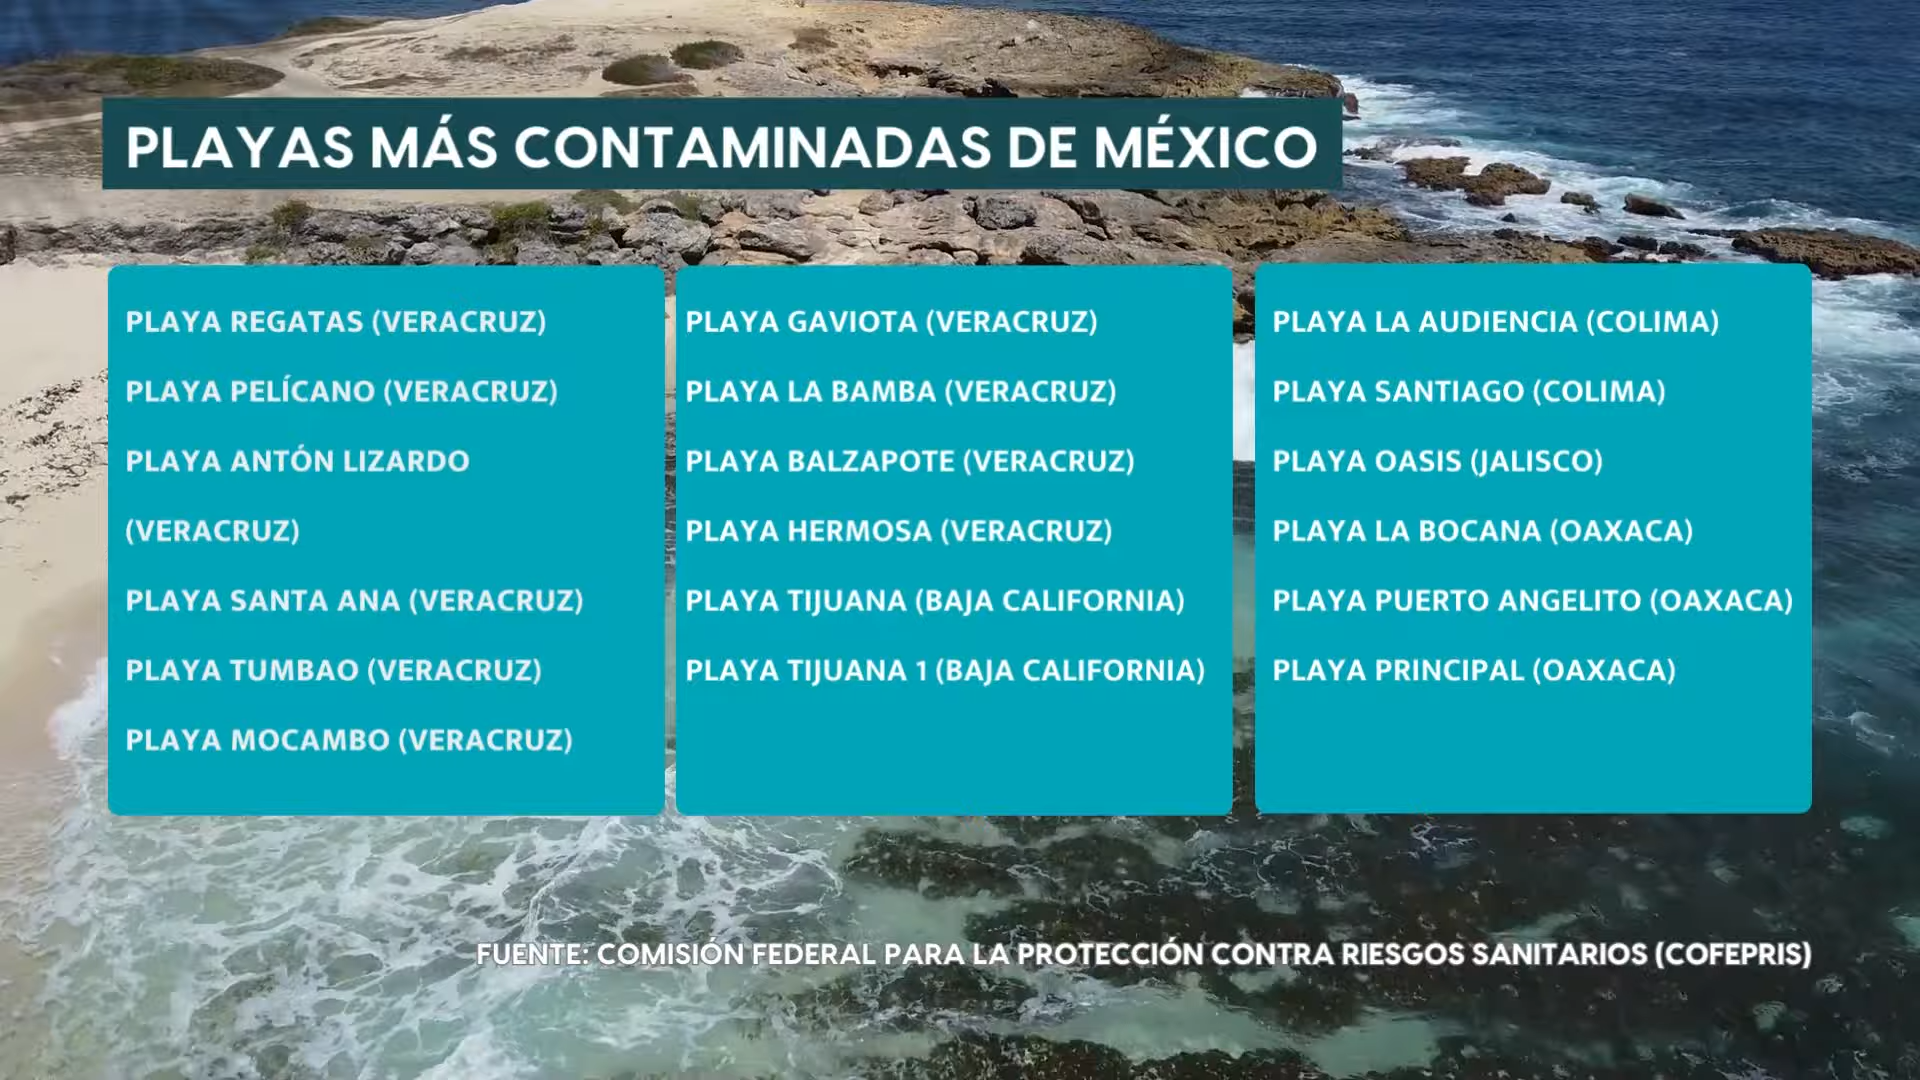 PLAYAS MÁS CONTAMINADAS DE MÉXICO
PLAYA REGATAS (VERACRUZ)
PLAYA PELÍCANO (VERACRUZ)
PLAYA ANTÓN LIZARDO
(VERACRUZ)
PLAYA SANTA ANA (VERACRUZ)
PLAYA TUMBAO (VERACRUZ)
PLAYA MOCAMBO (VERACRUZ)
PLAYA GAVIOTA (VERACRUZ)
PLAYA LA BAMBA (VERACRUZ)
PLAYA BALZAPOTE (VERACRUZ)
PLAYA HERMOSA (VERACRUZ)
PLAYA TIJUANA (BAJA CALIFORNIA)
PLAYA TIJUANA 1 (BAJA CALIFORNIA)
PLAYA LA AUDIENCIA (COLIMA)
PLAYA SANTIAGO (COLIMA)
PLAYA OASIS (JALISCO)
PLAYA LA BOCANA (OAXACA)
PLAYA PUERTO ANGELITO (OAXACA)
PLAYA PRINCIPAL (OAXACA)
FUENTE: COMISIÓN FEDERAL PARA LA PROTECCIÓN CONTRA RIESGOS SANITARIOS (COFEPRIS)